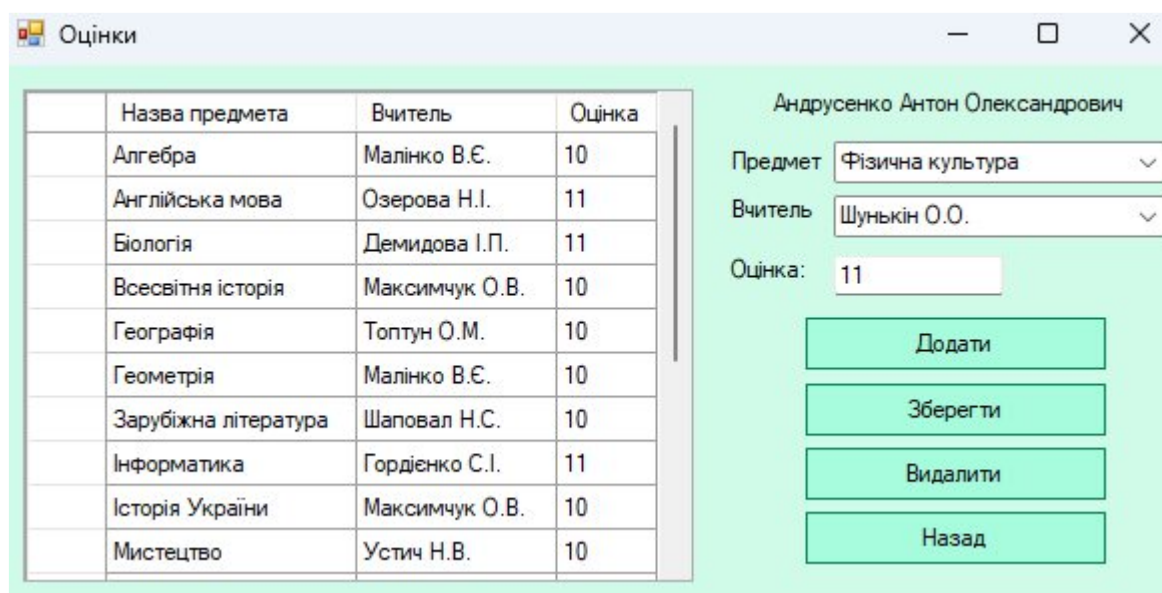 Оцінки
Назва предмета Вчитель Оцінка
Алгебра Малінко В.Є. 10
Англійська мова Озерова Н.І. 11
Біологія Демидова І.П. 11
Всесвітня історія Максимчук О.В. 10
Географія Топтун О.М. 10
Геометрія Малінко В.Є. 10
Зарубіжна література Шаповал Н.С. 10
Інформатика Гордієнко С.І. 11
Історія України Максимчук О.В. 10
Мистецтво Устич Н.В. 10
Андрусенко Антон Олександрович
Предмет Фізична культура
Вчитель Шунькін О.О.
Оцінка: 11
Додати
Зберегти
Видалити
Назад